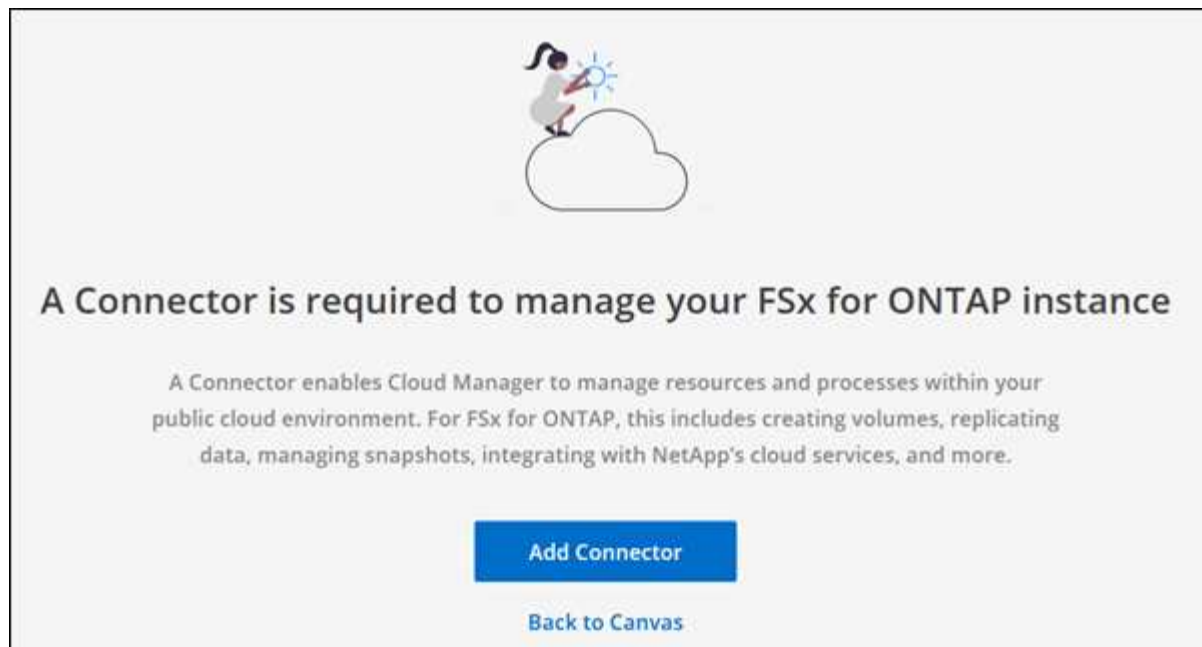 A Connector is required to manage your FSx for ONTAP instance
A Connector enables Cloud Manager to manage resources and processes within your
public cloud environment. For FSx for ONTAP, this includes creating volumes, replicating
data, managing snapshots, integrating with NetApp's cloud services, and more.
Add Connector
Back to Canvas